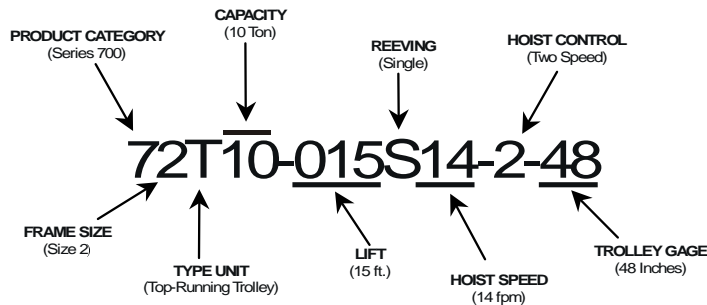 CAPACITY
(10 Ton)
PRODUCT CATEGORY
(Series 700)
REEVING
(Single)
HOIST CONTROL
(Two Speed)
72T10-015S14-2-48
FRAME SIZE
(Size 2)
TYPE UNIT
(Top-Running Trolley)
LIFT
(15 ft.)
HOIST SPEED
(14 fpm)
TROLLEY GAGE
(48 Inches)